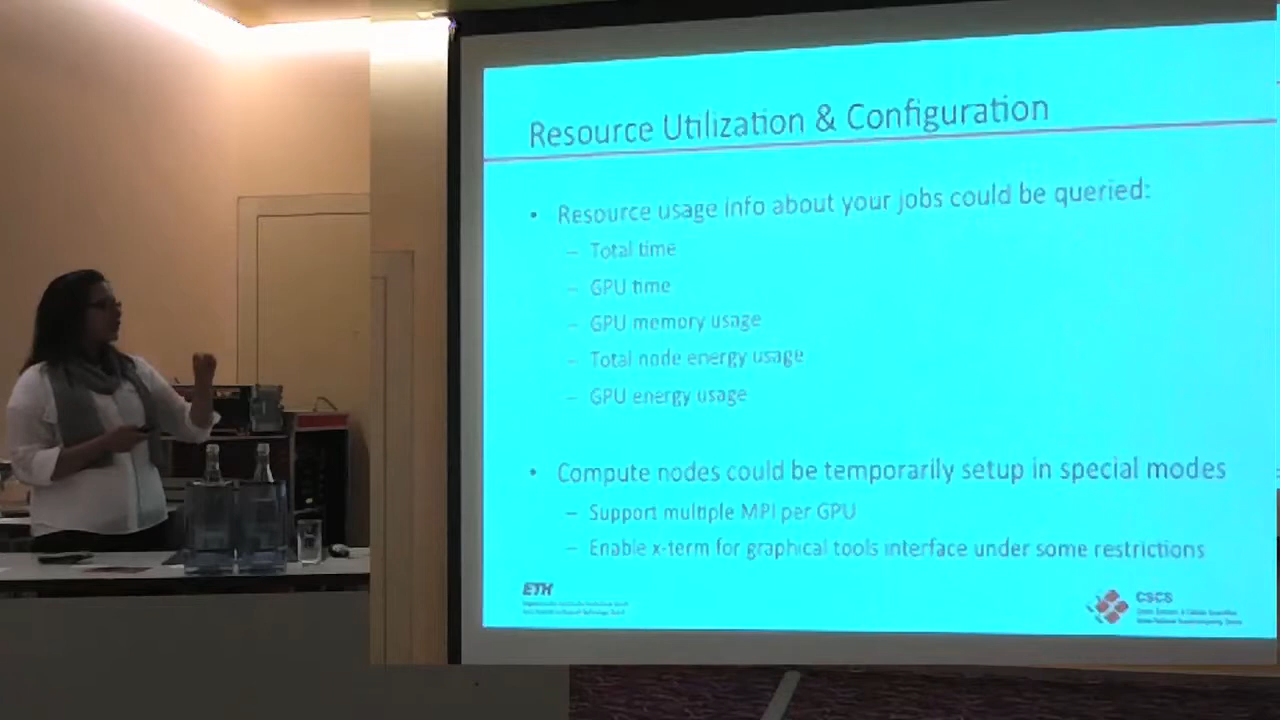 Resource Utilization & Configuration
• Resource usage info about your jobs could be queried:
– Total time
– GPU time
– GPU memory usage
– Total node energy usage
– GPU energy usage
• Compute nodes could be temporarily setup in special modes
– Support multiple MPI per GPU
– Enable x-term for graphical tools interface under some restrictions
ETH
CSCS